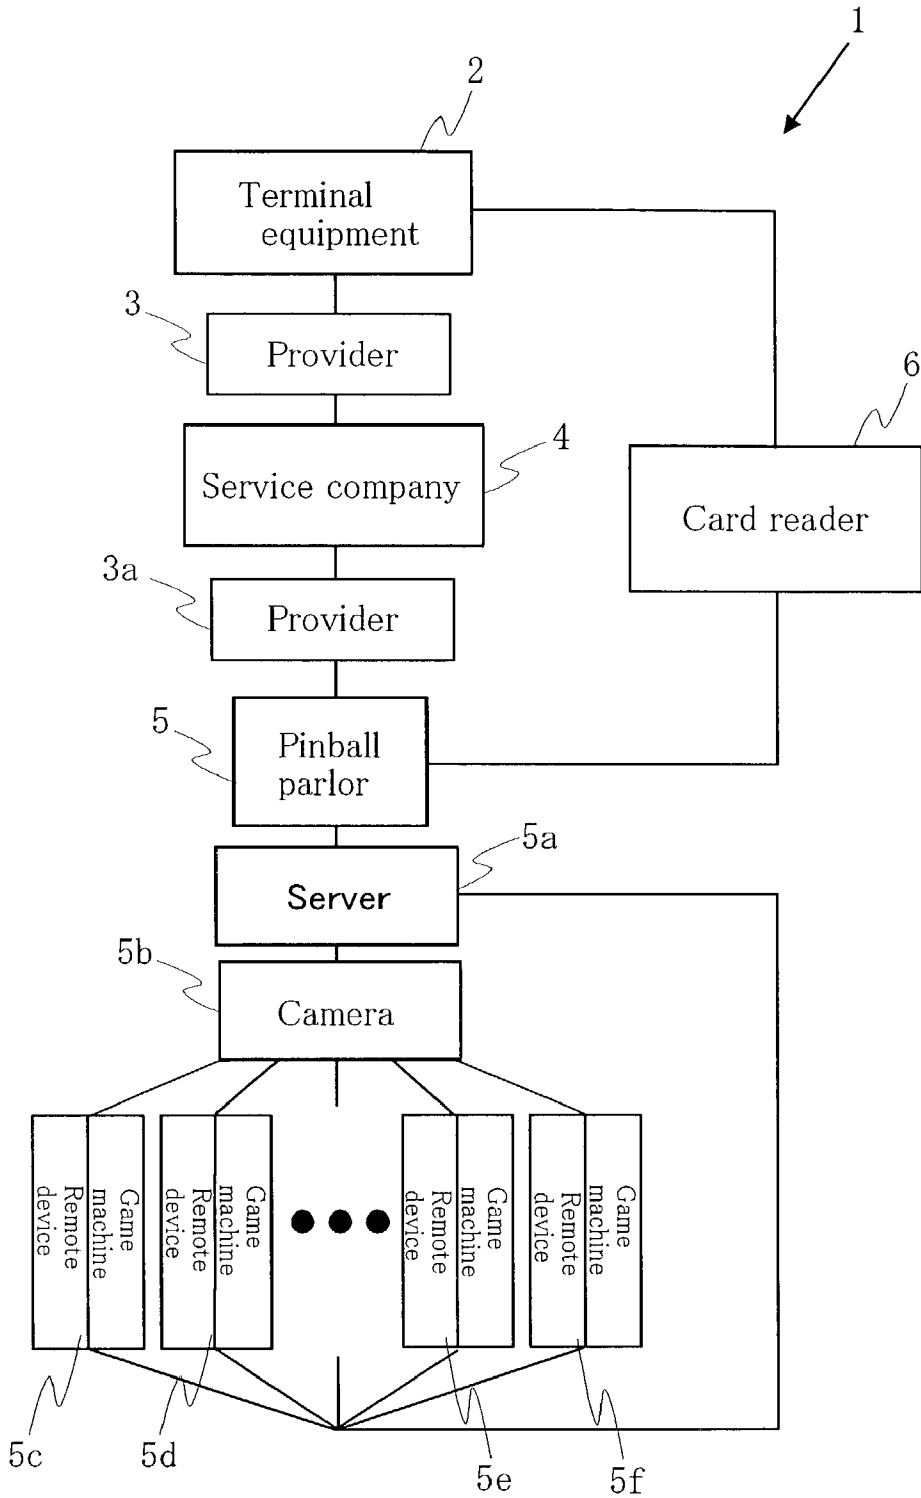 1
2
Terminal
equipment
3
Provider
6
4
Service company
Card reader
3a
Provider
5
Pinball
parlor
5a
Server
5b
Camera
Game
machine
Remote
device
Game
machine
Remote
device
Game
machine
Remote
device
Game
machine
Remote
device
5c
5d
5e
5f